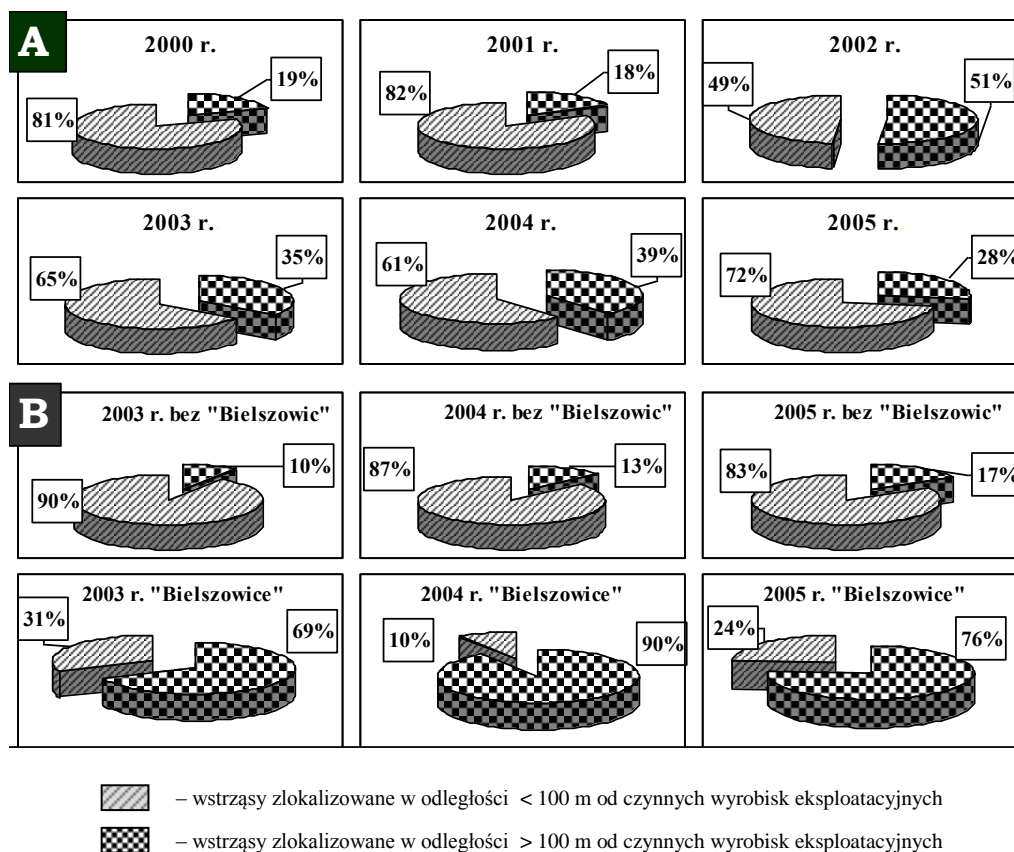 A
2000 r.
19%
81%
2001 r.
18%
82%
2002 r.
49%
51%
2003 r.
35%
65%
2004 r.
39%
61%
2005 r.
28%
72%
B
2003 r. bez "Bielszowic"
10%
90%
2004 r. bez "Bielszowic"
13%
87%
2005 r. bez "Bielszowic"
17%
83%
2003 r. "Bielszowice"
31%
69%
2004 r. "Bielszowice"
10%
90%
2005 r. "Bielszowice"
24%
76%
– wstrząsy zlokalizowane w odległości < 100 m od czynnych wyrobisk eksploatacyjnych
– wstrząsy zlokalizowane w odległości > 100 m od czynnych wyrobisk eksploatacyjnych